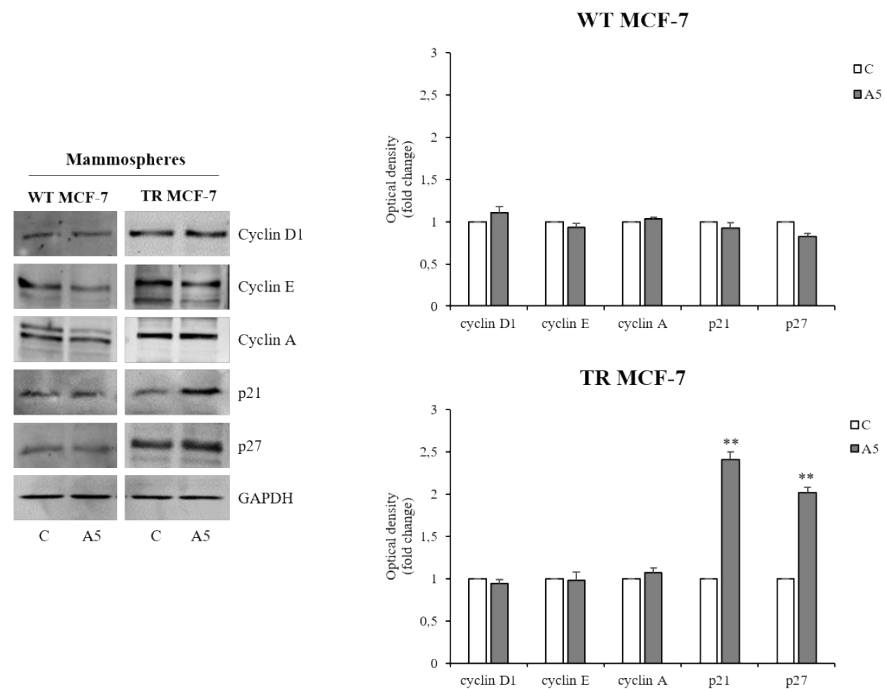 Mammospheres
WT MCF-7 TR MCF-7
Cyclin D1
Cyclin E
Cyclin A
p21
p27
GAPDH
C A5 C A5
WT MCF-7
Optical density
(fold change)
3
2,5
2
1,5
1
0,5
0
cyclin D1 cyclin E cyclin A p21 p27
C
A5
TR MCF-7
Optical density
(fold change)
3
2,5
2
1,5
1
0,5
0
**
**
cyclin D1 cyclin E cyclin A p21 p27
C
A5